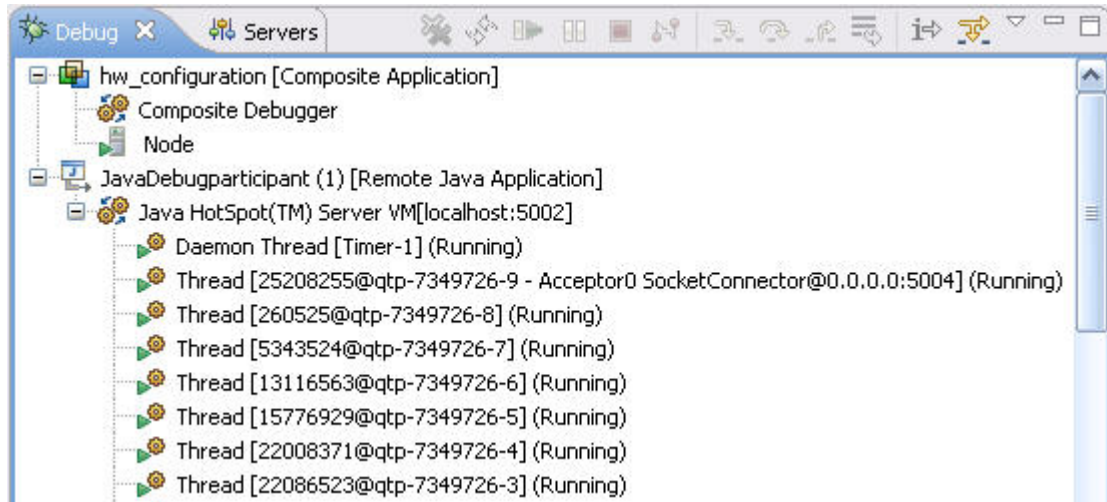 Debug Servers
hw_configuration [Composite Application]
Composite Debugger
Node
JavaDebugparticipant (1) [Remote Java Application]
Java HotSpot(TM) Server VM[localhost:5002]
Daemon Thread [Timer-1] (Running)
Thread [25208255@qtp-7349726-9 - Acceptor0 SocketConnector@0.0.0.0:5004] (Running)
Thread [260525@qtp-7349726-8] (Running)
Thread [5343524@qtp-7349726-7] (Running)
Thread [13116563@qtp-7349726-6] (Running)
Thread [15776929@qtp-7349726-5] (Running)
Thread [22008371@qtp-7349726-4] (Running)
Thread [22086523@qtp-7349726-3] (Running)